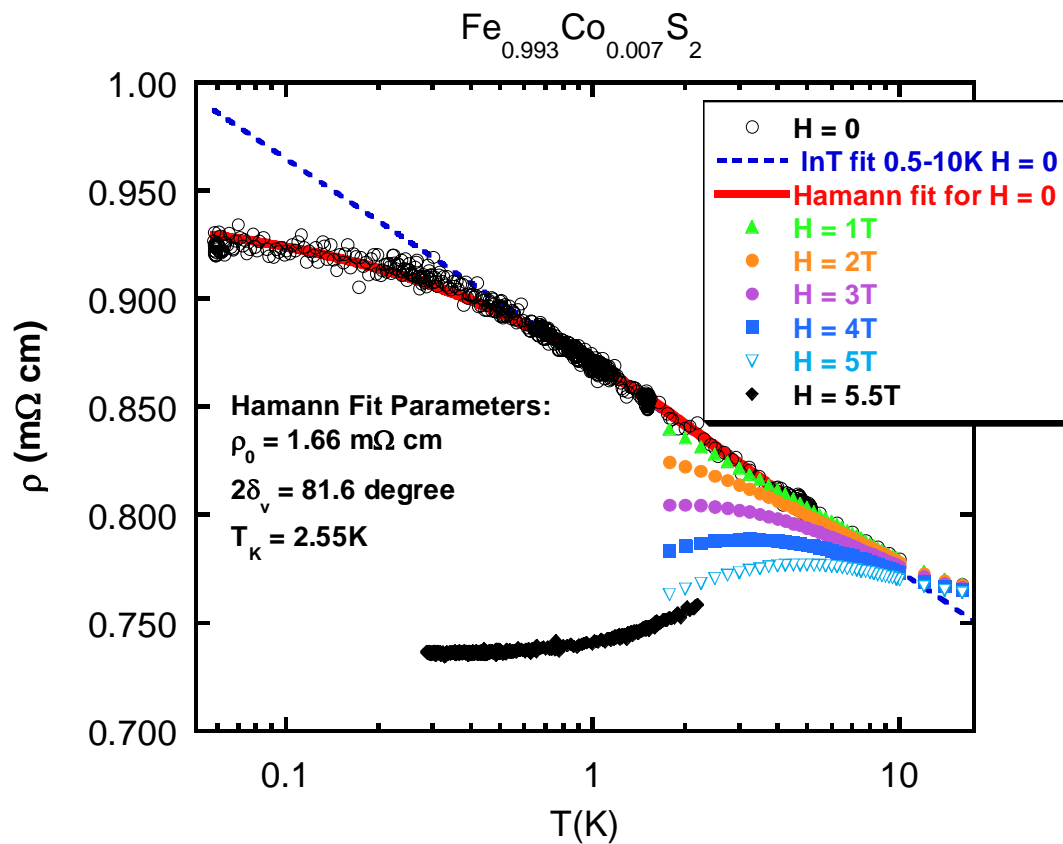 Fe0.993Co0.007S2
1.00
0.950
0.900
0.850
0.800
0.750
0.700
ρ (mΩ cm)
H = 0
lnT fit 0.5-10K H = 0
Hamann fit for H = 0
H = 1T
H = 2T
H = 3T
H = 4T
H = 5T
H = 5.5T
Hamann Fit Parameters:
ρ0 = 1.66 mΩ cm
2δv = 81.6 degree
TK = 2.55K
0.1
1
10
T(K)